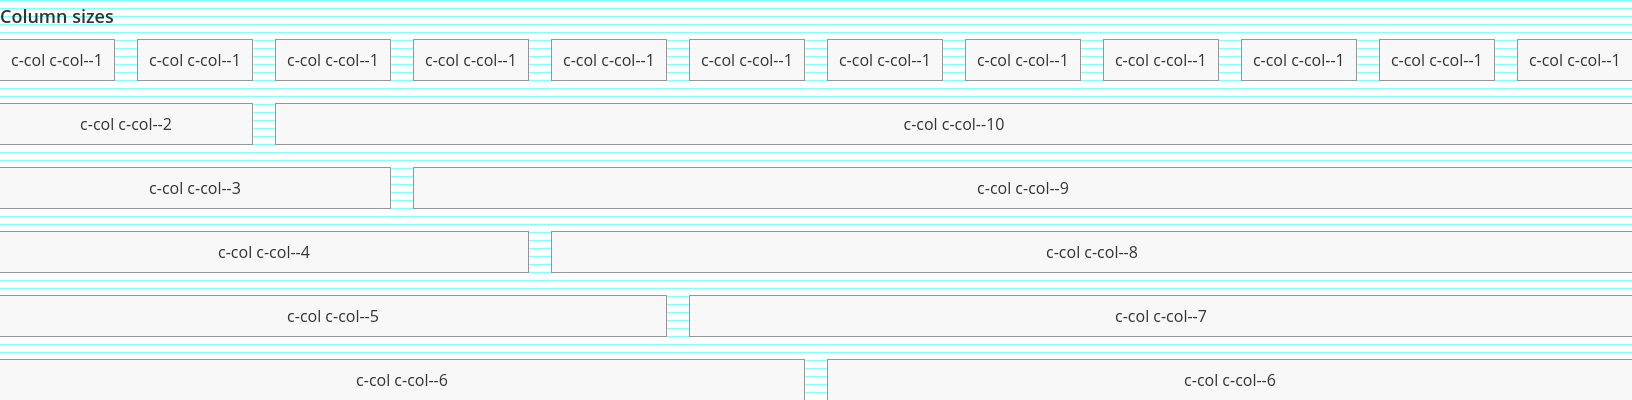 Column sizes
c-col c-col--1 c-col c-col--1 c-col c-col--1 c-col c-col--1 c-col c-col--1 c-col c-col--1 c-col c-col--1 c-col c-col--1 c-col c-col--1 c-col c-col--1 c-col c-col--1 c-col c-col--1
c-col c-col--2 c-col c-col--10
c-col c-col--3 c-col c-col--9
c-col c-col--4 c-col c-col--8
c-col c-col--5 c-col c-col--7
c-col c-col--6 c-col c-col--6